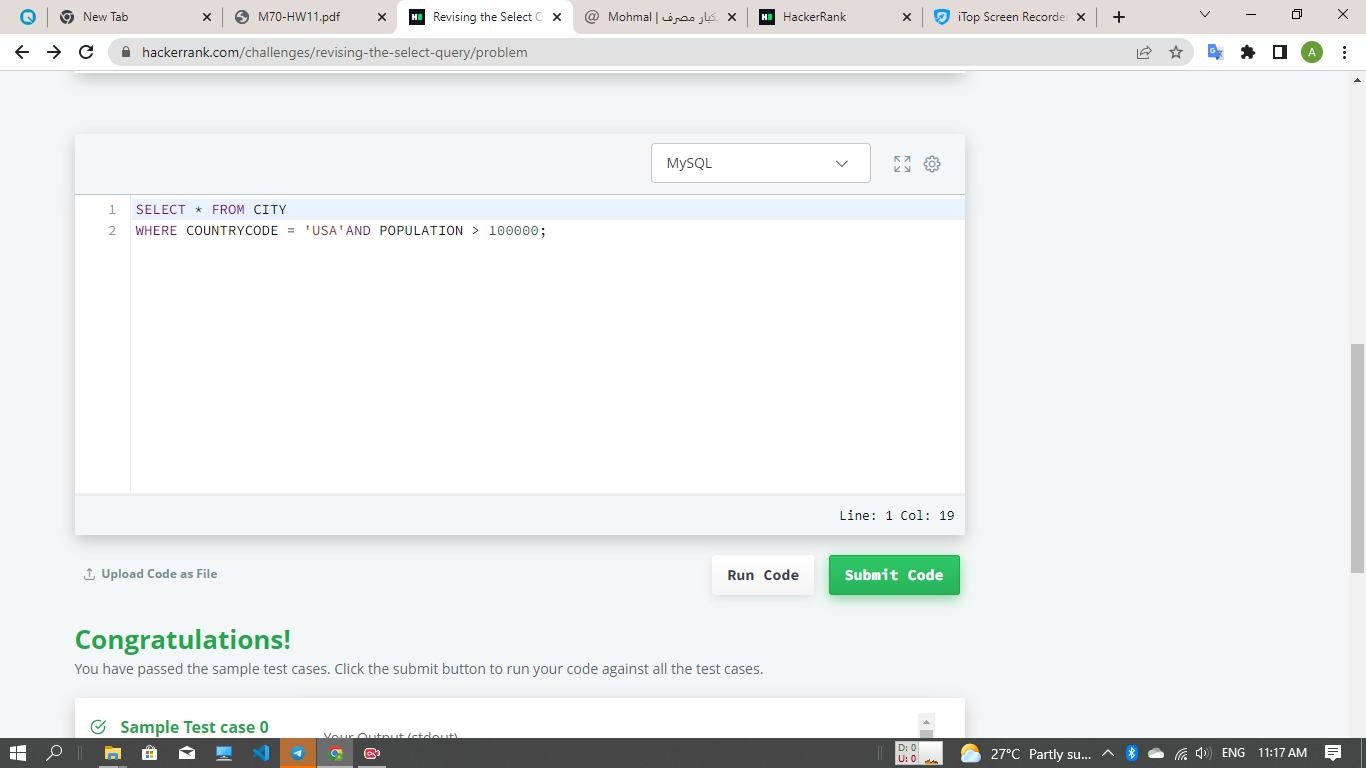 New Tab
M70-HW11.pdf
Revising the Select Q
Mohmal | یکبار مصرف
HackerRank
iTop Screen Recorde
hackerrank.com/challenges/revising-the-select-query/problem
A
MySQL
1 SELECT * FROM CITY
2 WHERE COUNTRYCODE = 'USA'AND POPULATION > 100000;
Line: 1 Col: 19
Upload Code as File
Run Code
Submit Code
Congratulations!
You have passed the sample test cases. Click the submit button to run your code against all the test cases.
Sample Test case 0
Your Output (stdout)
D: 0
U: 0
27°C Partly su...
ENG
11:17 AM